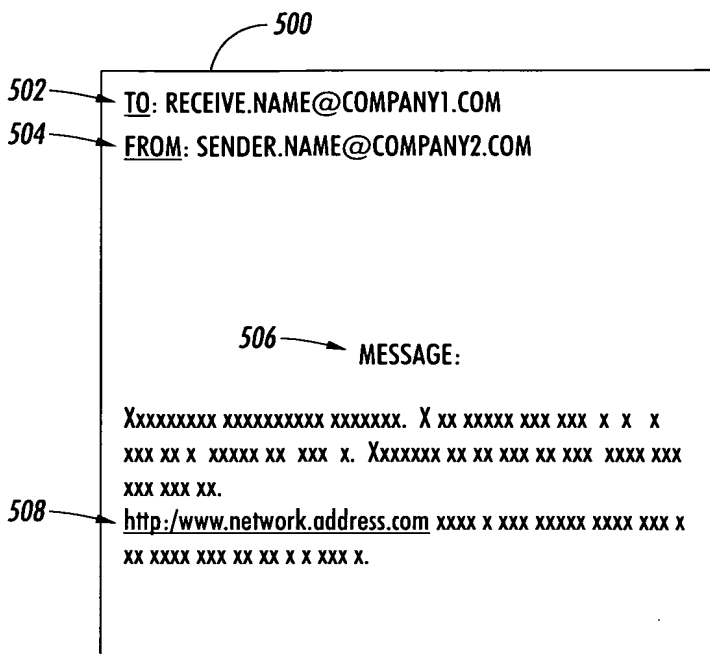 500
502 TO: RECEIVE.NAME@COMPANY1.COM
504 FROM: SENDER.NAME@COMPANY2.COM
506 MESSAGE:
Xxxxxxxxx xxxxxxxxxx xxxxxxx. X xx xxxxx xxx xxx x x x
xxx xx x xxxxx xx xxx x. Xxxxxxx xx xx xxx xx xxx xxxx xxx
xxx xxx xx.
508 http:/www.network.address.com xxxx x xxx xxxxx xxxx xxx x
xx xxxx xxx xx xx x x xxx x.